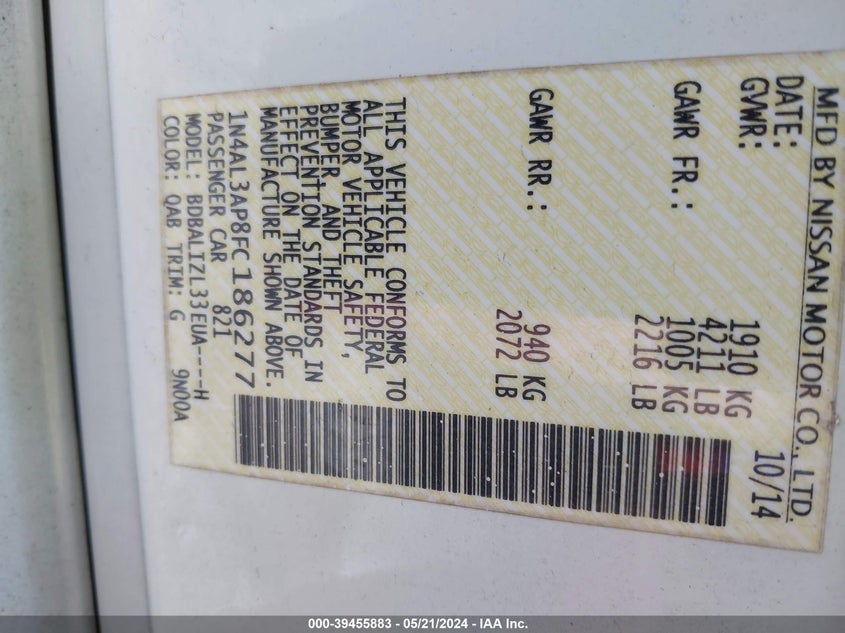 MFD BY NISSAN MOTOR CO., LTD.
DATE: 10/14
GVWR: 1910 KG
4211 LB
GAWR FR.: 1005 KG
2216 LB
GAWR RR.: 940 KG
2072 LB
THIS VEHICLE CONFORMS TO
ALL APPLICABLE FEDERAL
MOTOR VEHICLE SAFETY,
BUMPER AND THEFT
PREVENTION STANDARDS IN
EFFECT ON THE DATE OF
MANUFACTURE SHOWN ABOVE.
1N4AL3AP8FC186277
PASSENGER CAR 821
MODEL: BDBALIZL33EUA----H
COLOR: QAB TRIM: G 9N00A
000-39455883 - 05/21/2024 - IAA Inc.